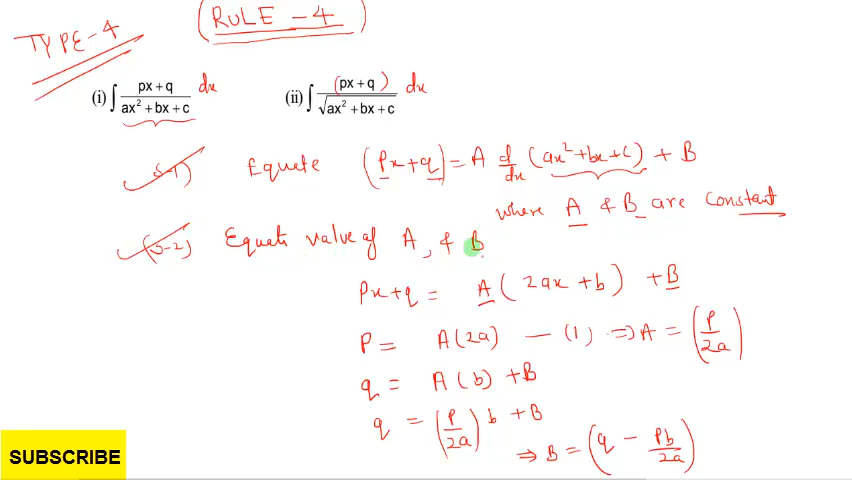 TYPE-4
RULE-4
(i) ∫ px + q / ax² + bx + c dx (ii) ∫ (px + q) / √ax² + bx + c dx
S-1) Equate (Px+q) = A d/dx (ax²+bx+c) + B
where A & B are constant
(S-2) Equate value of A, & B
Px+q = A(2ax+b) + B
P = A(2a) — (1) ⇒ A = (P/2a)
q = A(b) + B
q = (P/2a) b + B
⇒ B = (q - Pb/2a)
SUBSCRIBE